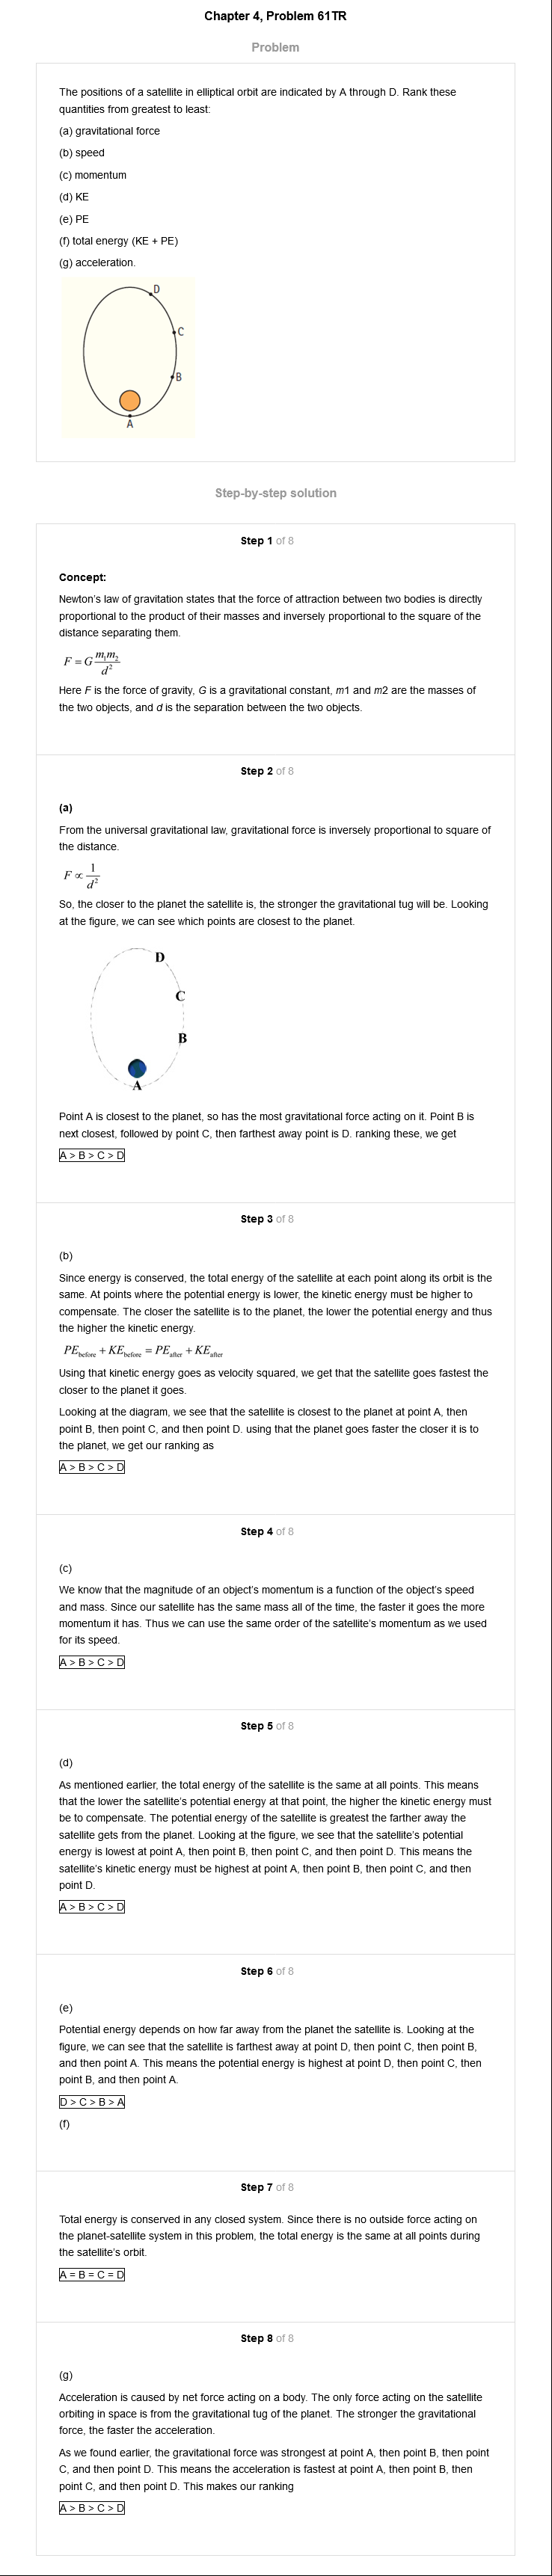 Chapter 4, Problem 61TR
Problem
The positions of a satellite in elliptical orbit are indicated by A through D. Rank these
quantities from greatest to least:
(a) gravitational force
(b) speed
(c) momentum
(d) KE
(e) PE
(f) total energy (KE + PE)
(g) acceleration.
D
C
B
A
Step-by-step solution
Step 1 of 8
Concept:
Newton's law of gravitation states that the force of attraction between two bodies is directly
proportional to the product of their masses and inversely proportional to the square of the
distance separating them.
F = G m₁m₂ / d²
Here F is the force of gravity, G is a gravitational constant, m1 and m2 are the masses of
the two objects, and d is the separation between the two objects.
Step 2 of 8
(a)
From the universal gravitational law, gravitational force is inversely proportional to square of
the distance.
F ∝ 1 / d²
So, the closer to the planet the satellite is, the stronger the gravitational tug will be. Looking
at the figure, we can see which points are closest to the planet.
D
C
B
A
Point A is closest to the planet, so has the most gravitational force acting on it. Point B is
next closest, followed by point C, then farthest away point is D. ranking these, we get
A > B > C > D
Step 3 of 8
(b)
Since energy is conserved, the total energy of the satellite at each point along its orbit is the
same. At points where the potential energy is lower, the kinetic energy must be higher to
compensate. The closer the satellite is to the planet, the lower the potential energy and thus
the higher the kinetic energy.
PE before + KE before = PE after + KE after
Using that kinetic energy goes as velocity squared, we get that the satellite goes fastest the
closer to the planet it goes.
Looking at the diagram, we see that the satellite is closest to the planet at point A, then
point B, then point C, and then point D. using that the planet goes faster the closer it is to
the planet, we get our ranking as
A > B > C > D
Step 4 of 8
(c)
We know that the magnitude of an object's momentum is a function of the object's speed
and mass. Since our satellite has the same mass all of the time, the faster it goes the more
momentum it has. Thus we can use the same order of the satellite's momentum as we used
for its speed.
A > B > C > D
Step 5 of 8
(d)
As mentioned earlier, the total energy of the satellite is the same at all points. This means
that the lower the satellite's potential energy at that point, the higher the kinetic energy must
be to compensate. The potential energy of the satellite is greatest the farther away the
satellite gets from the planet. Looking at the figure, we see that the satellite's potential
energy is lowest at point A, then point B, then point C, and then point D. This means the
satellite's kinetic energy must be highest at point A, then point B, then point C, and then
point D.
A > B > C > D
Step 6 of 8
(e)
Potential energy depends on how far away from the planet the satellite is. Looking at the
figure, we can see that the satellite is farthest away at point D, then point C, then point B,
and then point A. This means the potential energy is highest at point D, then point C, then
point B, and then point A.
D > C > B > A
(f)
Step 7 of 8
Total energy is conserved in any closed system. Since there is no outside force acting on
the planet-satellite system in this problem, the total energy is the same at all points during
the satellite's orbit.
A = B = C = D
Step 8 of 8
(g)
Acceleration is caused by net force acting on a body. The only force acting on the satellite
orbiting in space is from the gravitational tug of the planet. The stronger the gravitational
force, the faster the acceleration.
As we found earlier, the gravitational force was strongest at point A, then point B, then point
C, and then point D. This means the acceleration is fastest at point A, then point B, then
point C, and then point D. This makes our ranking
A > B > C > D